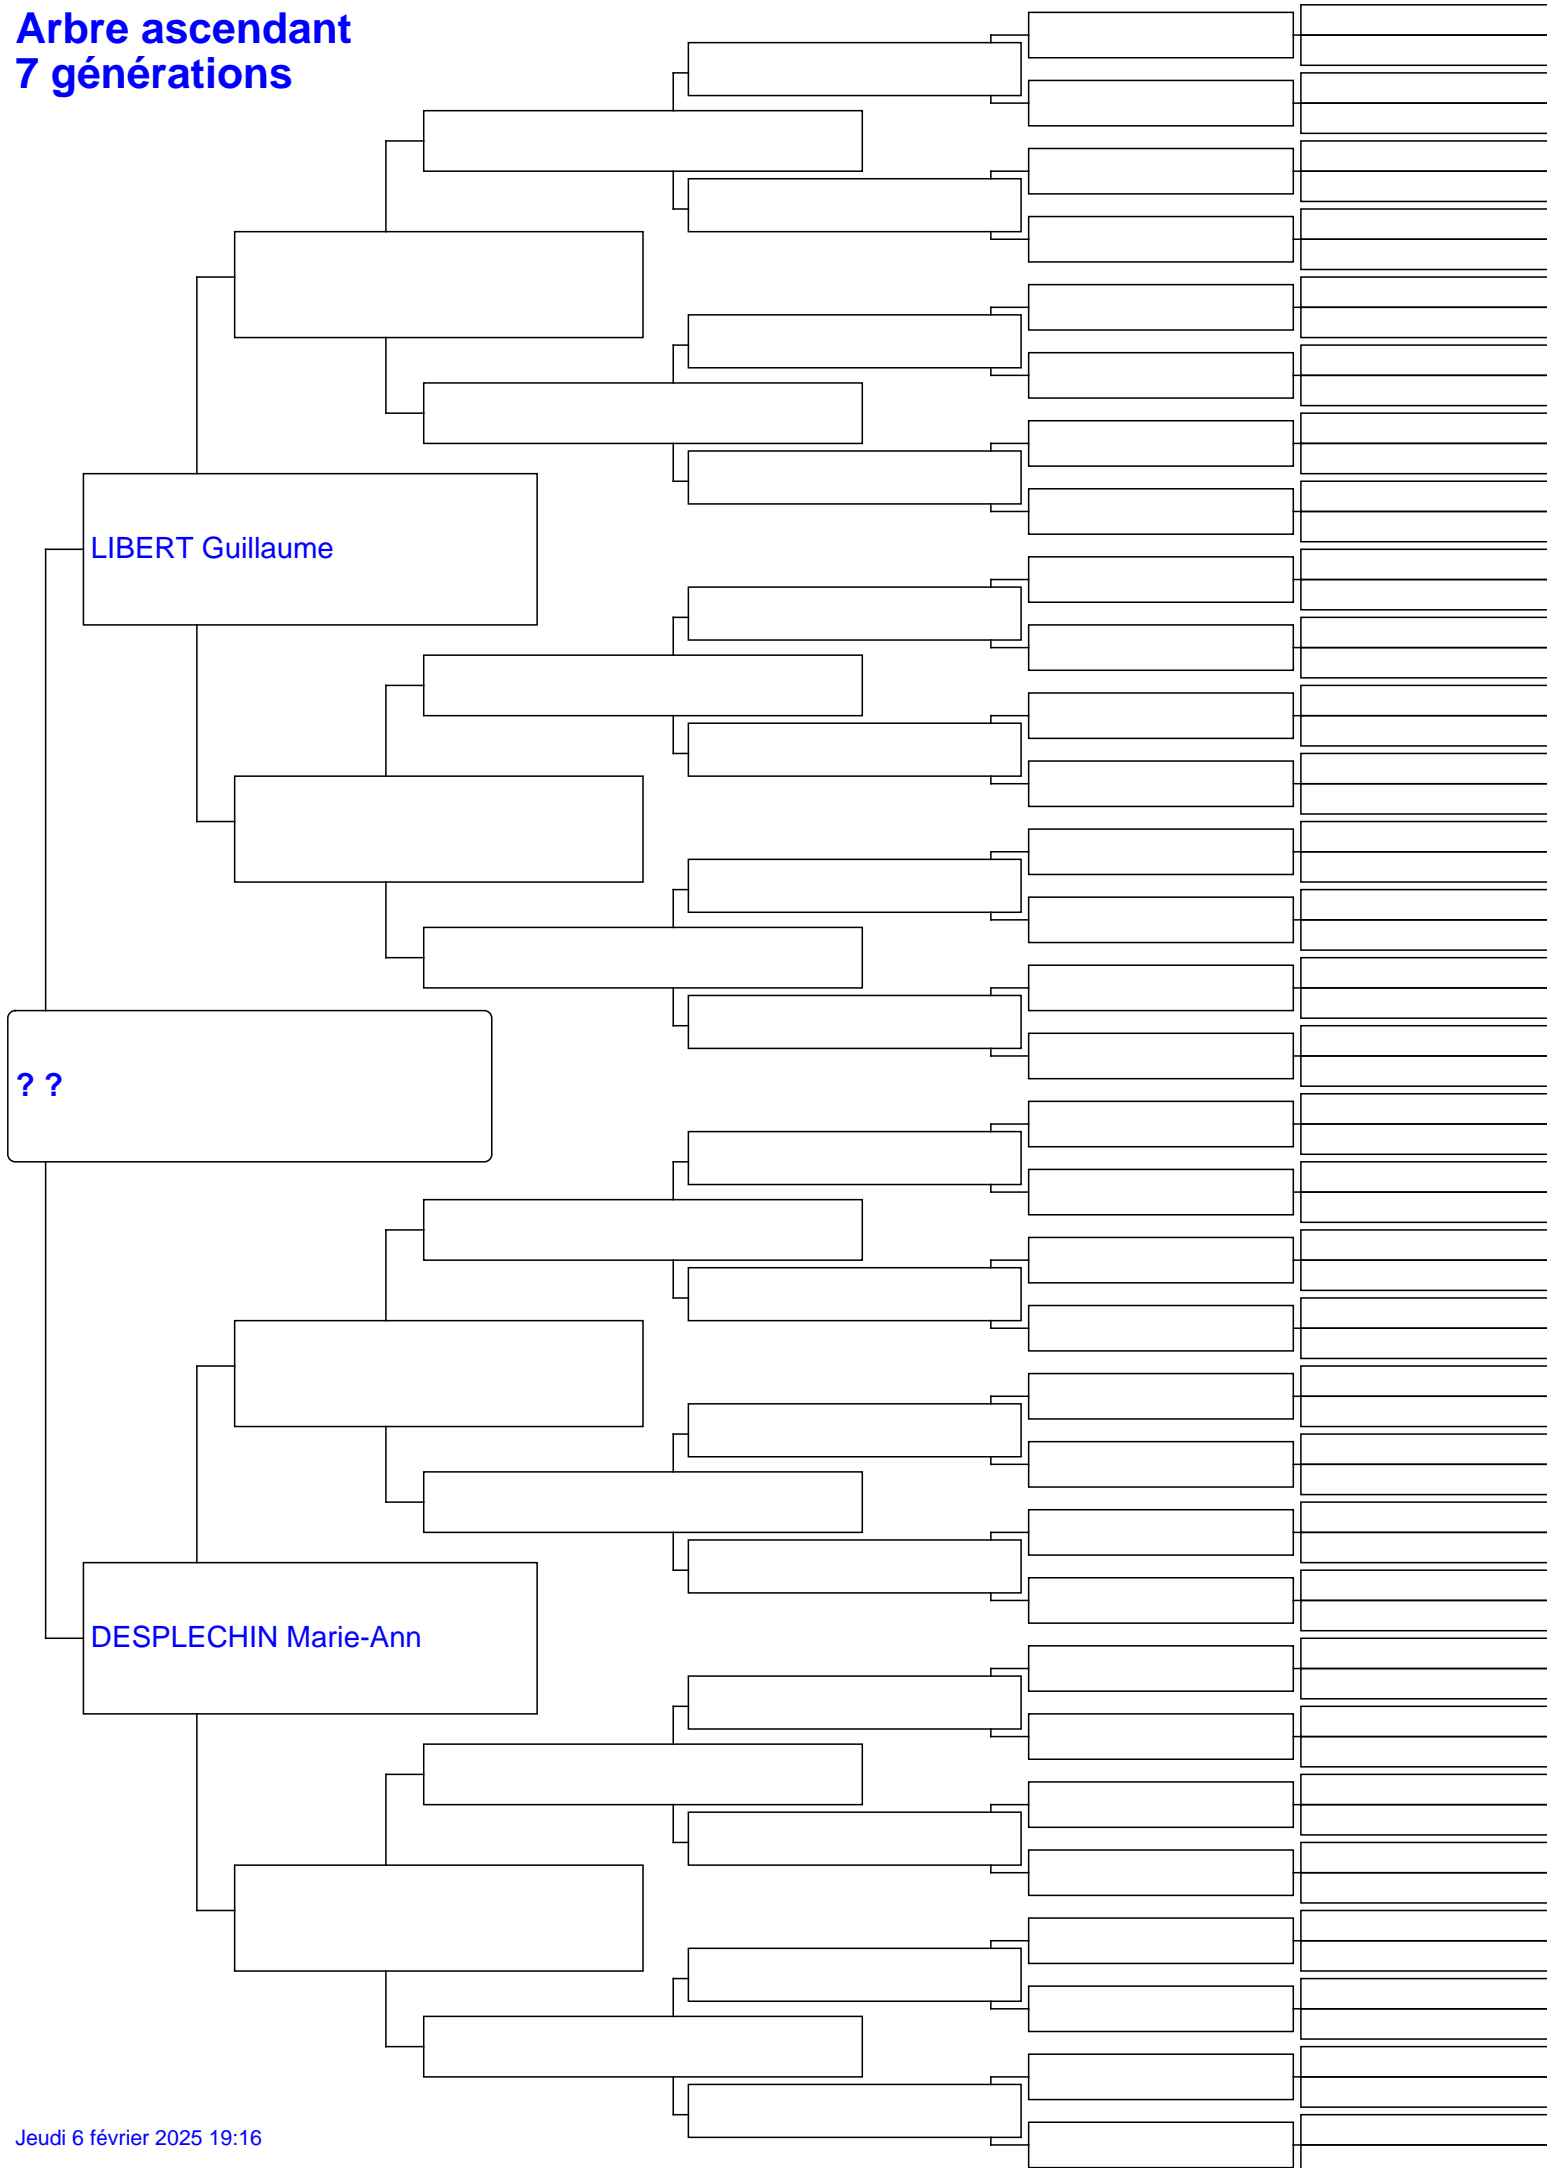 Arbre ascendant
7 générations
LIBERT Guillaume
? ?
DESPLECHIN Marie-Ann
Jeudi 6 février 2025 19:16